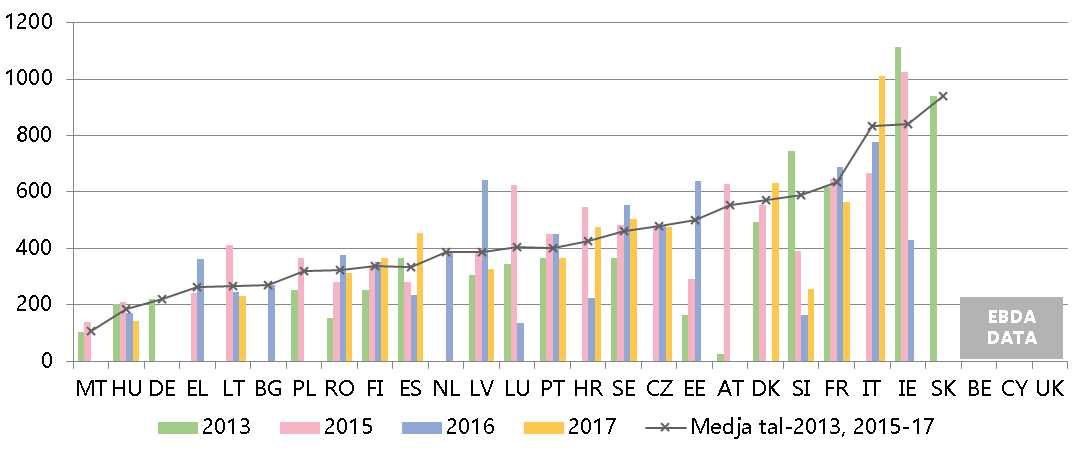 1200
1000
800
600
400
200
0
EBDA
DATA
MT HU DE EL LT BG PL RO FI ES NL LV LU PT HR SE CZ EE AT DK SI FR IT IE SK BE CY UK
2013 2015 2016 2017 Medja tal-2013, 2015-17